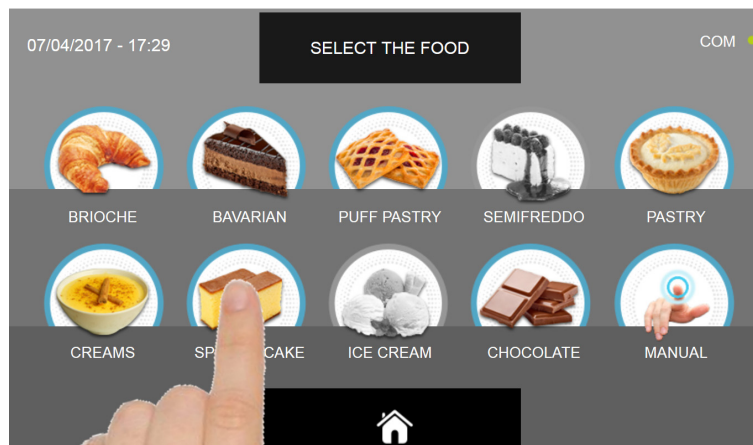 07/04/2017 - 17:29
SELECT THE FOOD
COM
BRIOCHE
BAVARIAN
PUFF PASTRY
SEMIFREDDO
PASTRY
CREAMS
SP CAKE
ICE CREAM
CHOCOLATE
MANUAL